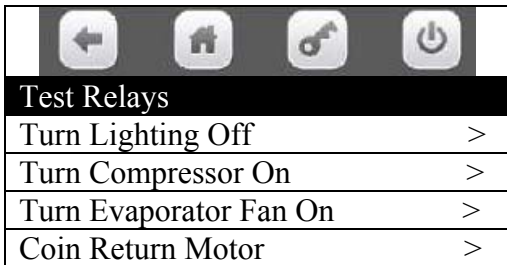 Test Relays
Turn Lighting Off >
Turn Compressor On >
Turn Evaporator Fan On >
Coin Return Motor >